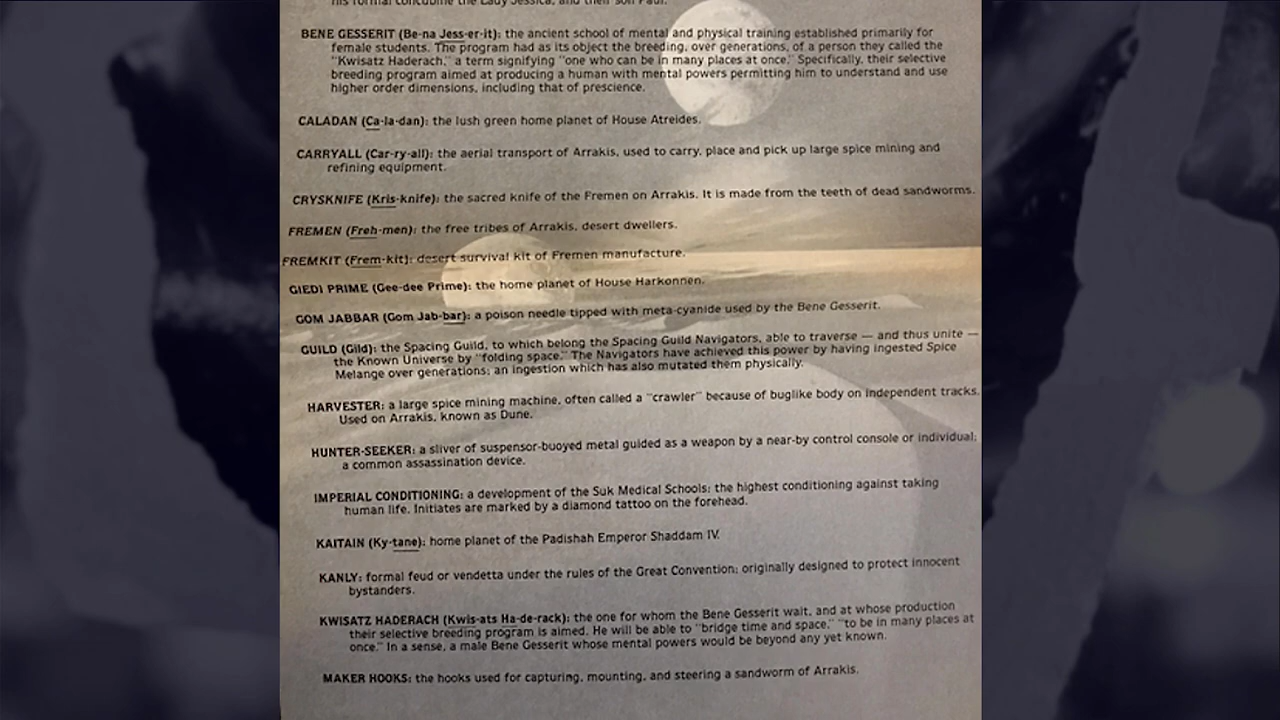 his formal concubine the Lady Jessica, and their son Paul.
BENE GESSERIT (Be-na Jess-er-it): the ancient school of mental and physical training established primarily for
female students. The program had as its object the breeding, over generations, of a person they called the
"Kwisatz Haderach," a term signifying "one who can be in many places at once." Specifically, their selective
breeding program aimed at producing a human with mental powers permitting him to understand and use
higher order dimensions, including that of prescience.
CALADAN (Ca-la-dan): the lush green home planet of House Atreides.
CARRYALL (Car-ry-all): the aerial transport of Arrakis, used to carry, place and pick up large spice mining and
refining equipment.
CRYSKNIFE (Kris-knife): the sacred knife of the Fremen on Arrakis. It is made from the teeth of dead sandworms.
FREMEN (Freh-men): the free tribes of Arrakis, desert dwellers.
FREMKIT (Frem-kit): desert survival kit of Fremen manufacture.
GIEDI PRIME (Gee-dee Prime): the home planet of House Harkonnen.
GOM JABBAR (Gom Jab-bar): a poison needle tipped with meta-cyanide used by the Bene Gesserit.
GUILD (Gild): the Spacing Guild, to which belong the Spacing Guild Navigators, able to traverse — and thus unite —
the Known Universe by "folding space." The Navigators have achieved this power by having ingested Spice
Melange over generations; an ingestion which has also mutated them physically.
HARVESTER: a large spice mining machine, often called a "crawler" because of buglike body on independent tracks.
Used on Arrakis, known as Dune.
HUNTER-SEEKER: a sliver of suspensor-buoyed metal guided as a weapon by a near-by control console or individual;
a common assassination device.
IMPERIAL CONDITIONING: a development of the Suk Medical Schools; the highest conditioning against taking
human life. Initiates are marked by a diamond tattoo on the forehead.
KAITAIN (Ky-tane): home planet of the Padishah Emperor Shaddam IV.
KANLY: formal feud or vendetta under the rules of the Great Convention; originally designed to protect innocent
bystanders.
KWISATZ HADERACH (Kwis-ats Ha-de-rack): the one for whom the Bene Gesserit wait, and at whose production
their selective breeding program is aimed. He will be able to "bridge time and space," "to be in many places at
once." In a sense, a male Bene Gesserit whose mental powers would be beyond any yet known.
MAKER HOOKS: the hooks used for capturing, mounting, and steering a sandworm of Arrakis.